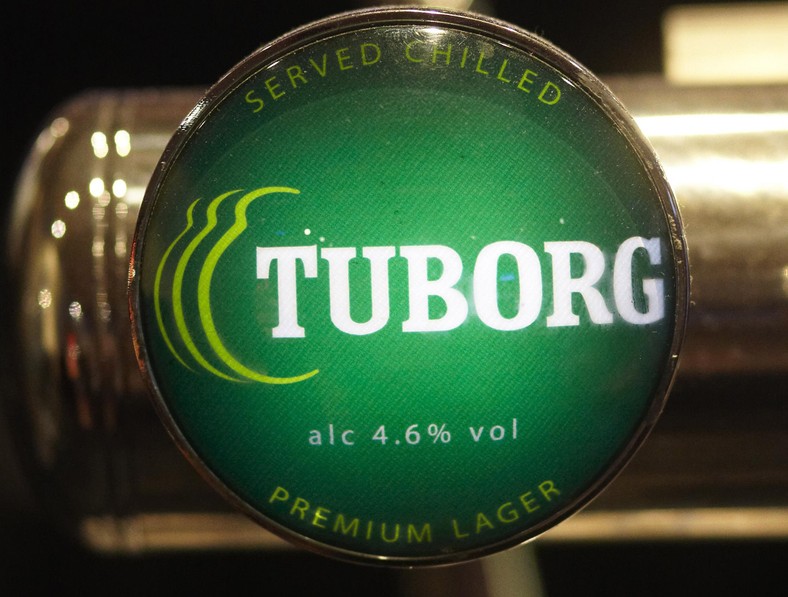 SERVED CHILLED
TUBORG
alc 4.6% vol
PREMIUM LAGER